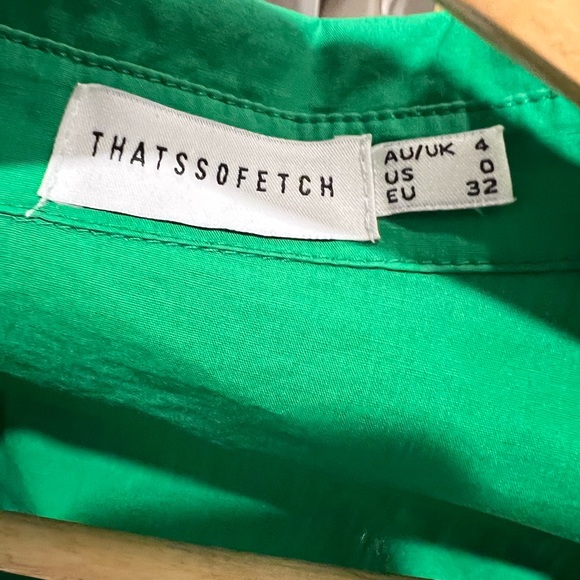 THATSSOFETCH
AU/UK 4
US 0
EU 32